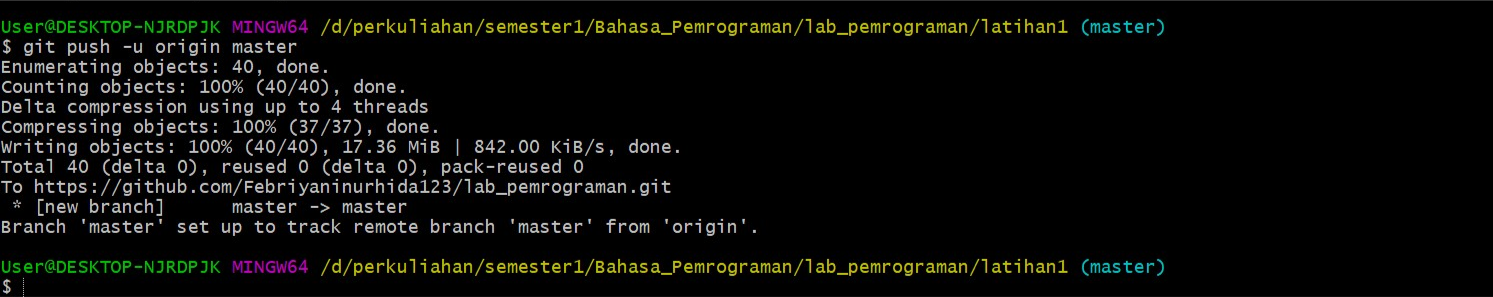 User@DESKTOP-NJRDPJK MINGW64 /d/perkuliahan/semester1/Bahasa_Pemrograman/lab_pemrograman/latihan1 (master)
$ git push -u origin master
Enumerating objects: 40, done.
Counting objects: 100% (40/40), done.
Delta compression using up to 4 threads
Compressing objects: 100% (37/37), done.
Writing objects: 100% (40/40), 17.36 MiB | 842.00 KiB/s, done.
Total 40 (delta 0), reused 0 (delta 0), pack-reused 0
To https://github.com/Febriyaninurhida123/lab_pemrograman.git
 * [new branch]      master -> master
Branch 'master' set up to track remote branch 'master' from 'origin'.
User@DESKTOP-NJRDPJK MINGW64 /d/perkuliahan/semester1/Bahasa_Pemrograman/lab_pemrograman/latihan1 (master)
$